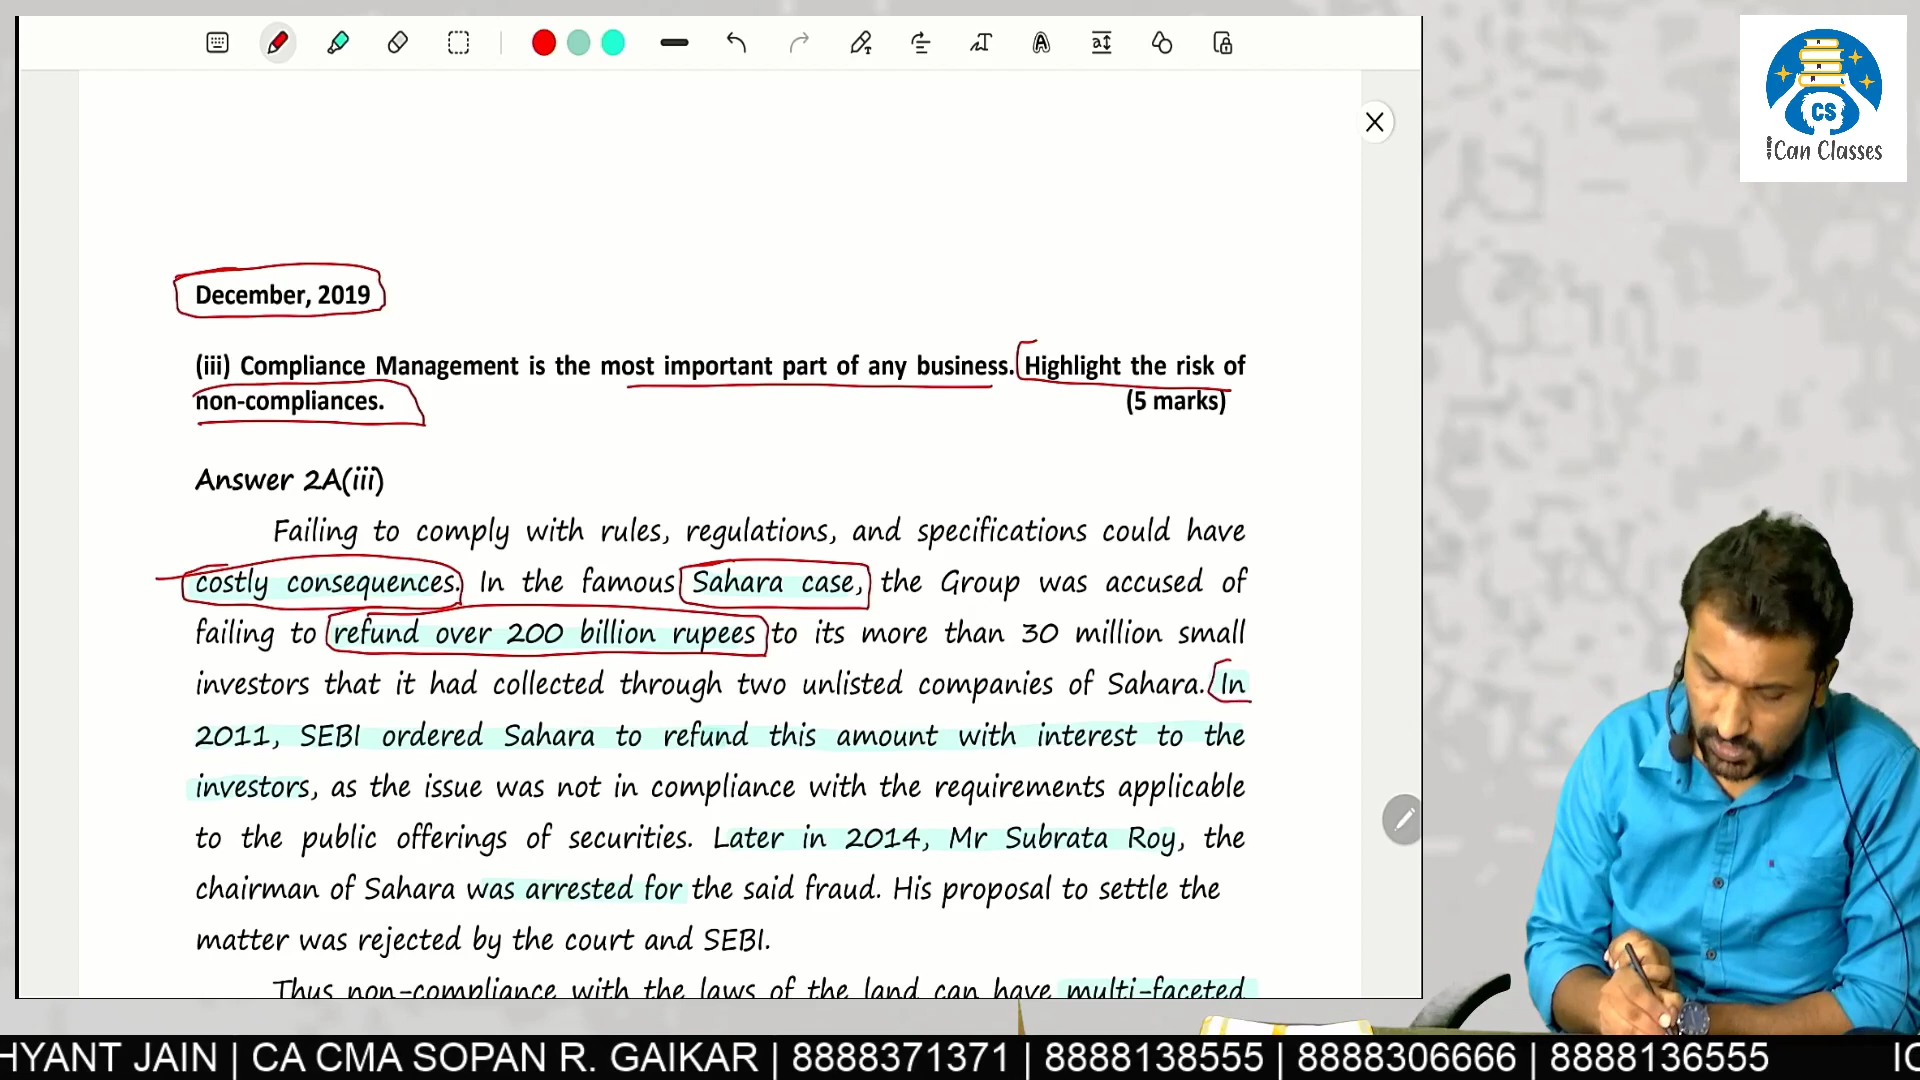 CS
iCan Classes
December, 2019
(iii) Compliance Management is the most important part of any business. Highlight the risk of
non-compliances. (5 marks)
Answer 2A(iii)
Failing to comply with rules, regulations, and specifications could have
costly consequences. In the famous Sahara case, the Group was accused of
failing to refund over 200 billion rupees to its more than 30 million small
investors that it had collected through two unlisted companies of Sahara. In
2011, SEBI ordered Sahara to refund this amount with interest to the
investors, as the issue was not in compliance with the requirements applicable
to the public offerings of securities. Later in 2014, Mr Subrata Roy, the
chairman of Sahara was arrested for the said fraud. His proposal to settle the
matter was rejected by the court and SEBI.
Thus non-compliance with the laws of the land can have multi-faceted
HYANT JAIN | CA CMA SOPAN R. GAIKAR | 8888371371 | 8888138555 | 8888306666 | 8888136555